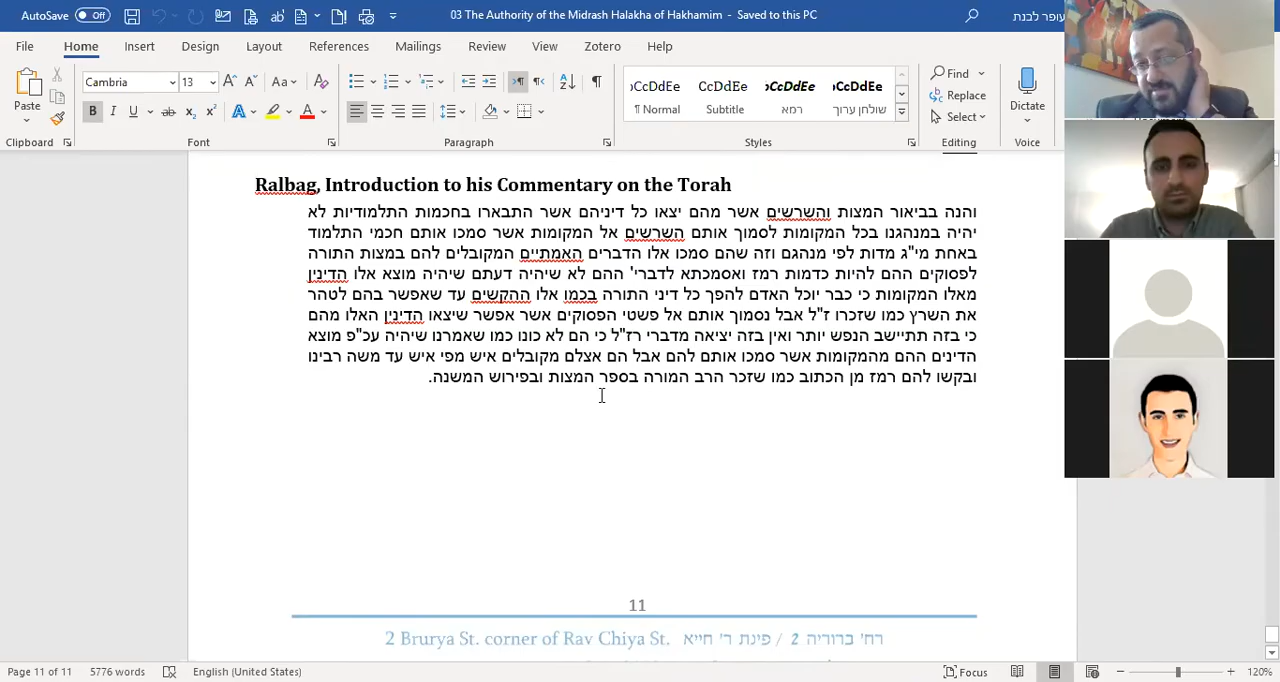 AutoSave Off 03 The Authority of the Midrash Halakha of Hakhamim - Saved to this PC עופר לבנת
File Home Insert Design Layout References Mailings Review View Zotero Help
Paste
Clipboard
Cambria 13
Font
Paragraph
CcDdEe CcDdEe CcDdEe CcDdEe
¶ Normal Subtitle רמא שולחן ערוך
Styles
Find
Replace
Select
Editing
Dictate
Voice
Ralbag, Introduction to his Commentary on the Torah
והנה בביאור המצות והשרשים אשר מהם יצאו כל דיניהם אשר התבארו בחכמות התלמודיות לא
יהיה במנהגנו בכל המקומות לסמוך אותם השרשים אל המקומות אשר סמכו אותם חכמי התלמוד
באחת מי"ג מדות לפי מנהגם וזה שהם סמכו אלו הדברים האמתיים המקובלים להם במצות התורה
לפסוקים ההם להיות כדמות רמז ואסמכתא לדברי' ההם לא שיהיה דעתם שיהיה מוצא אלו הדינין
מאלו המקומות כי כבר יוכל האדם להפך כל דיני התורה בכמו אלו ההקשים עד שאפשר בהם לטהר
את השרץ כמו שזכרו ז"ל אבל נסמוך אותם אל פשטי הפסוקים אשר אפשר שיצאו הדינין האלו מהם
כי בזה תתיישב הנפש יותר ואין בזה יציאה מדברי רז"ל כי הם לא כונו כמו שאמרנו שיהיה עכ"פ מוצא
הדינים ההם מהמקומות אשר סמכו אותם להם אבל הם אצלם מקובלים איש מפי איש עד משה רבינו
ובקשו להם רמז מן הכתוב כמו שזכר הרב המורה בספר המצות ובפירוש המשנה.
11
2 Brurya St. corner of Rav Chiya St. רח' ברוריה 2 / פינת ר' חייא
Page 11 of 11 5776 words English (United States) Focus 120%